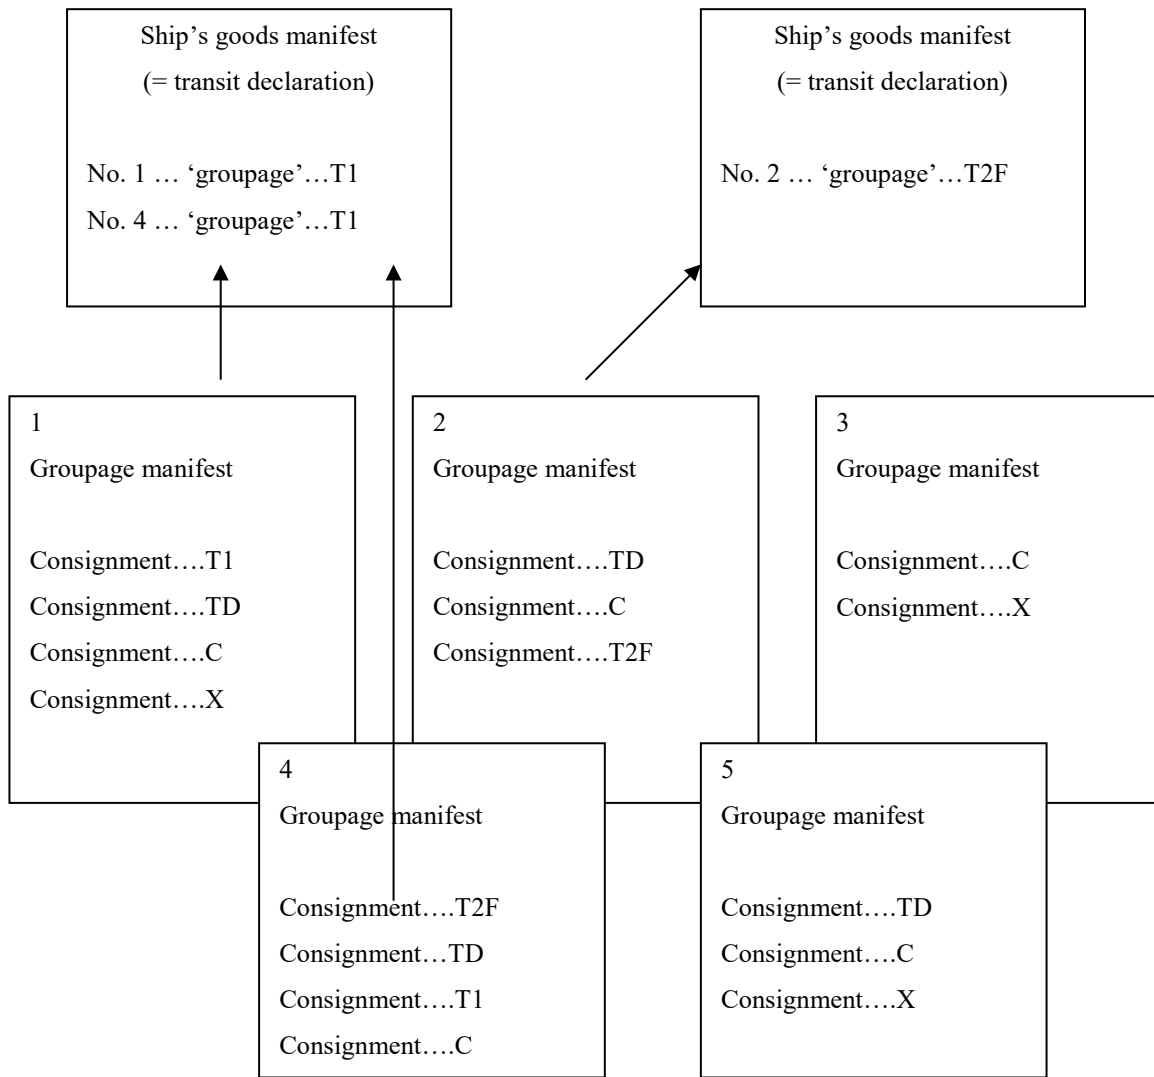 Ship’s goods manifest
(= transit declaration)
No. 1 … ‘groupage’…T1
No. 4 … ‘groupage’…T1
Ship’s goods manifest
(= transit declaration)
No. 2 … ‘groupage’…T2F
1
Groupage manifest
Consignment….T1
Consignment….TD
Consignment….C
Consignment….X
2
Groupage manifest
Consignment….TD
Consignment….C
Consignment….T2F
3
Groupage manifest
Consignment….C
Consignment….X
4
Groupage manifest
Consignment….T2F
Consignment…TD
Consignment….T1
Consignment….C
5
Groupage manifest
Consignment….TD
Consignment….C
Consignment….X